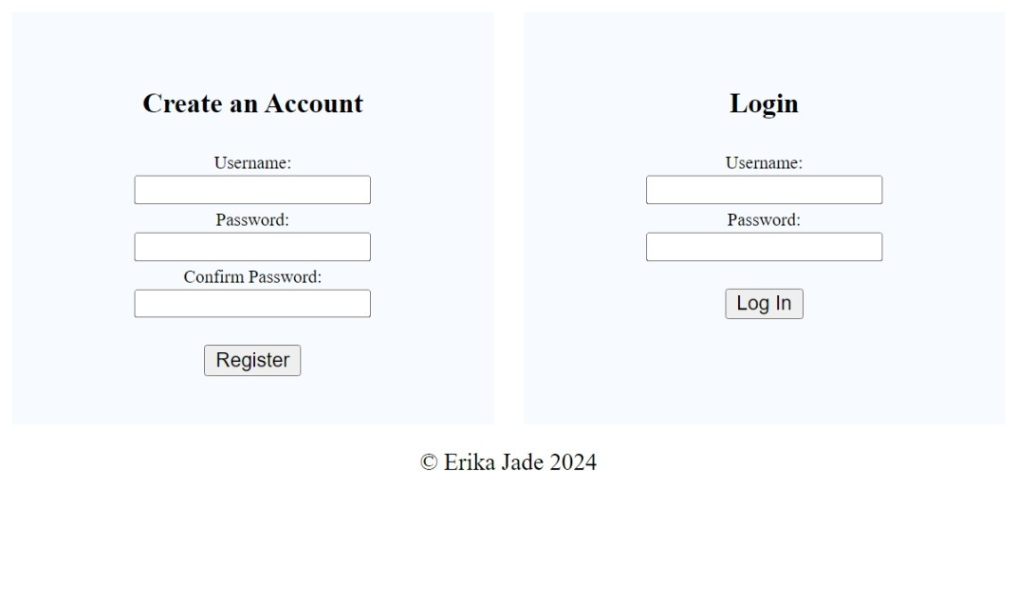 Create an Account
Username:
Password:
Confirm Password:
Register
Login
Username:
Password:
Log In
© Erika Jade 2024